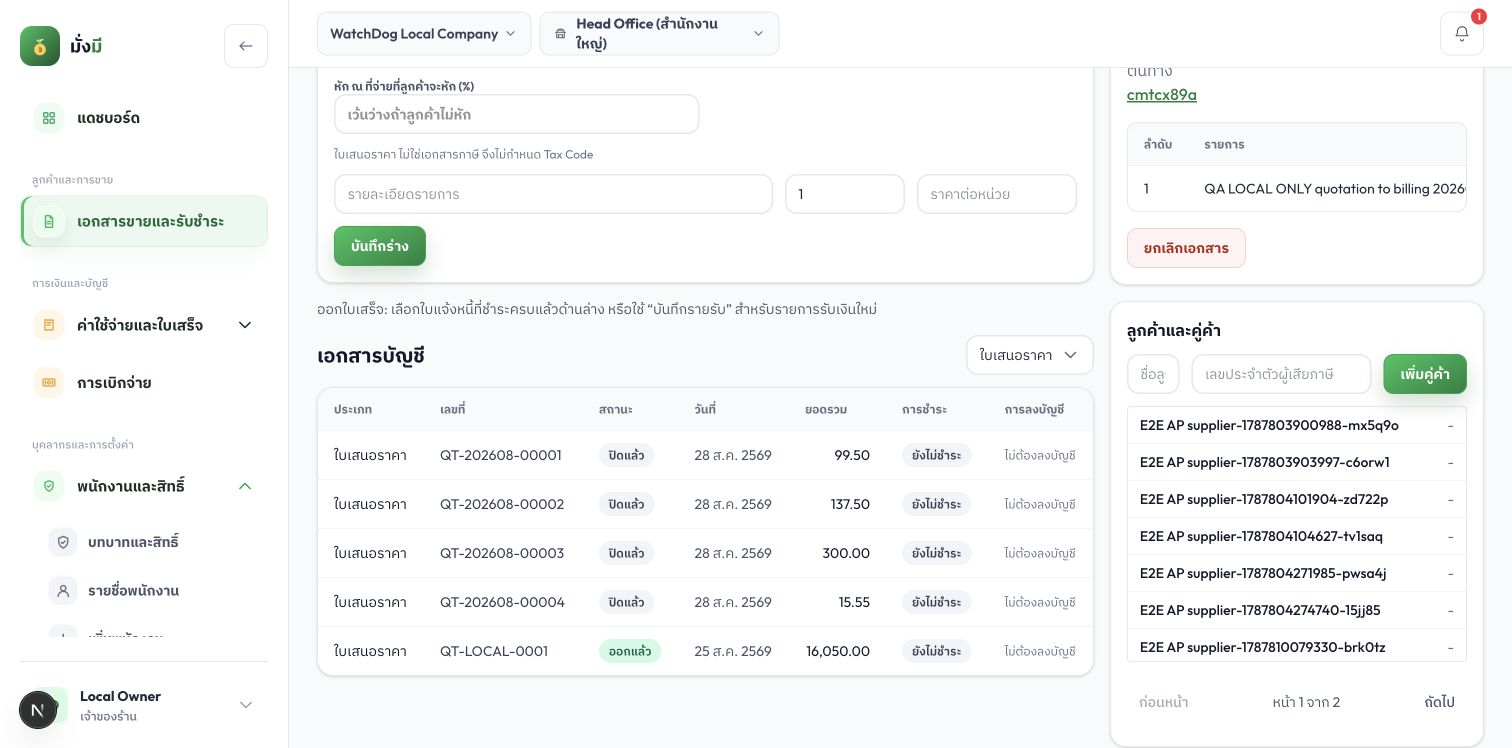 มั่งมี
←
แดชบอร์ด
ลูกค้าและการขาย
เอกสารขายและรับชำระ
การเงินและบัญชี
ค่าใช้จ่ายและใบเสร็จ
การเบิกจ่าย
บุคลากรและการตั้งค่า
พนักงานและสิทธิ์
บทบาทและสิทธิ์
รายชื่อพนักงาน
N
Local Owner
เจ้าของร้าน
WatchDog Local Company
Head Office (สำนักงาน
ใหญ่)
1
หัก ณ ที่จ่ายที่ลูกค้าจะหัก (%)
เว้นว่างถ้าลูกค้าไม่หัก
ใบเสนอราคา ไม่ใช่เอกสารภาษี จึงไม่กำหนด Tax Code
รายละเอียดรายการ 1 ราคาต่อหน่วย
บันทึกร่าง
ออกใบเสร็จ: เลือกใบแจ้งหนี้ที่ชำระครบแล้วด้านล่าง หรือใช้ “บันทึกรายรับ” สำหรับรายการรับเงินใหม่
เอกสารบัญชี
ใบเสนอราคา
ประเภท เลขที่ สถานะ วันที่ ยอดรวม การชำระ การลงบัญชี
ใบเสนอราคา QT-202608-00001 ปิดแล้ว 28 ส.ค. 2569 99.50 ยังไม่ชำระ ไม่ต้องลงบัญชี
ใบเสนอราคา QT-202608-00002 ปิดแล้ว 28 ส.ค. 2569 137.50 ยังไม่ชำระ ไม่ต้องลงบัญชี
ใบเสนอราคา QT-202608-00003 ปิดแล้ว 28 ส.ค. 2569 300.00 ยังไม่ชำระ ไม่ต้องลงบัญชี
ใบเสนอราคา QT-202608-00004 ปิดแล้ว 28 ส.ค. 2569 15.55 ยังไม่ชำระ ไม่ต้องลงบัญชี
ใบเสนอราคา QT-LOCAL-0001 ออกแล้ว 25 ส.ค. 2569 16,050.00 ยังไม่ชำระ ไม่ต้องลงบัญชี
ต้นทาง
cmtcx89a
ลำดับ รายการ
1 QA LOCAL ONLY quotation to billing 2026
ยกเลิกเอกสาร
ลูกค้าและคู่ค้า
ชื่อลู เลขประจำตัวผู้เสียภาษี เพิ่มคู่ค้า
E2E AP supplier-1787803900988-mx5q9o -
E2E AP supplier-1787803903997-c6orw1 -
E2E AP supplier-1787804101904-zd722p -
E2E AP supplier-1787804104627-tv1saq -
E2E AP supplier-1787804271985-pwsa4j -
E2E AP supplier-1787804274740-15jj85 -
E2E AP supplier-1787810079330-brk0tz -
ก่อนหน้า หน้า 1 จาก 2 ถัดไป